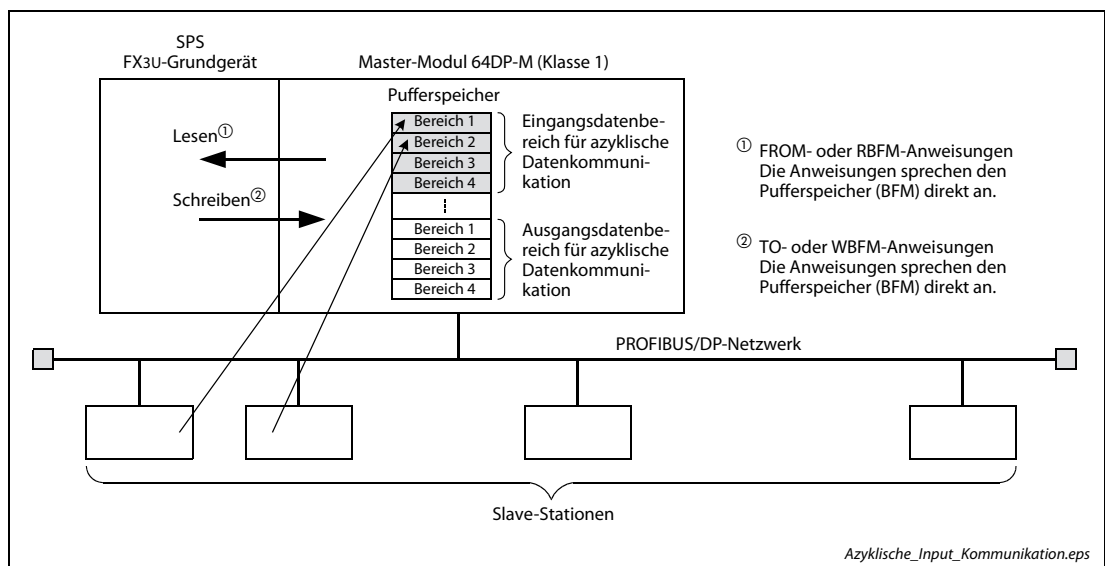 SPS
FX3U-Grundgerät
Master-Modul 64DP-M (Klasse 1)
Pufferspeicher
Lesen①
Schreiben②
Bereich 1
Bereich 2
Bereich 3
Bereich 4
Eingangsdatenbe-
reich für azyklische
Datenkommuni-
kation
Bereich 1
Bereich 2
Bereich 3
Bereich 4
Ausgangsdatenbe-
reich für azyklische
Datenkommuni-
kation
① FROM- oder RBFM-Anweisungen
Die Anweisungen sprechen den
Pufferspeicher (BFM) direkt an.
② TO- oder WBFM-Anweisungen
Die Anweisungen sprechen den
Pufferspeicher (BFM) direkt an.
PROFIBUS/DP-Netzwerk
Slave-Stationen
Azyklische_Input_Kommunikation.eps